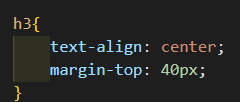 h3{
    text-align: center;
    margin-top: 40px;
}